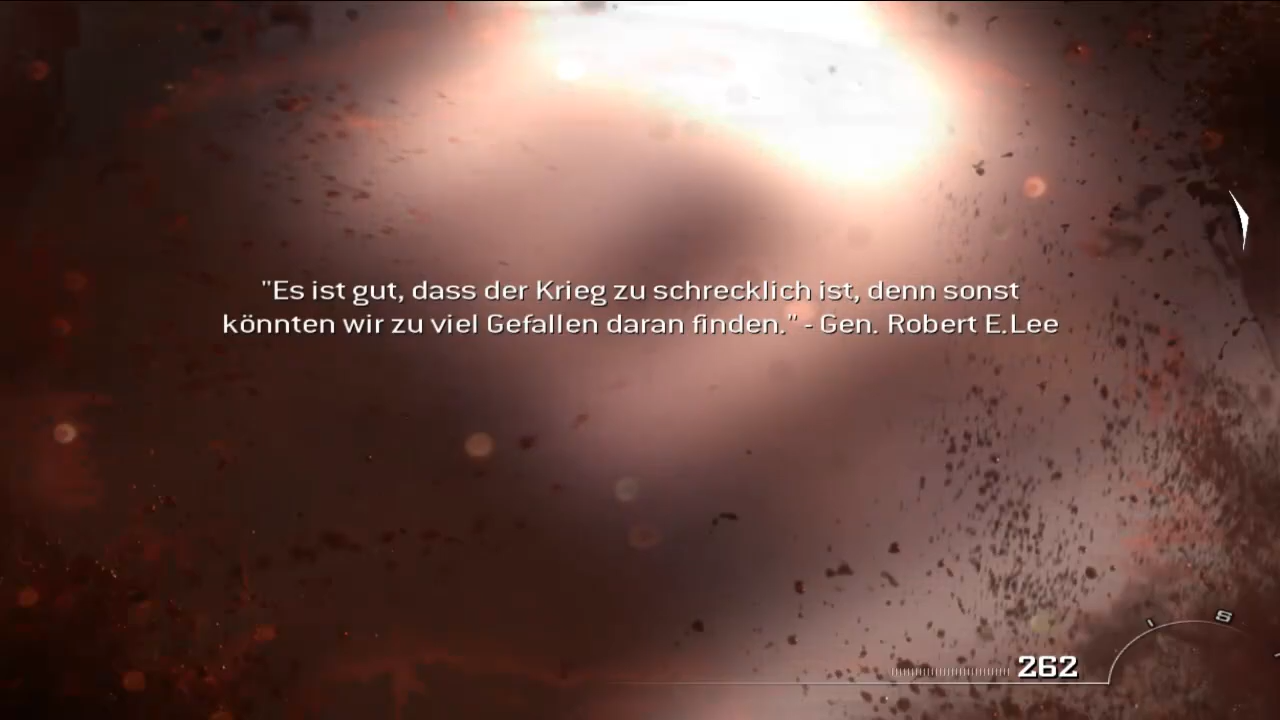 "Es ist gut, dass der Krieg zu schrecklich ist, denn sonst
könnten wir zu viel Gefallen daran finden." - Gen. Robert E.Lee
S
262